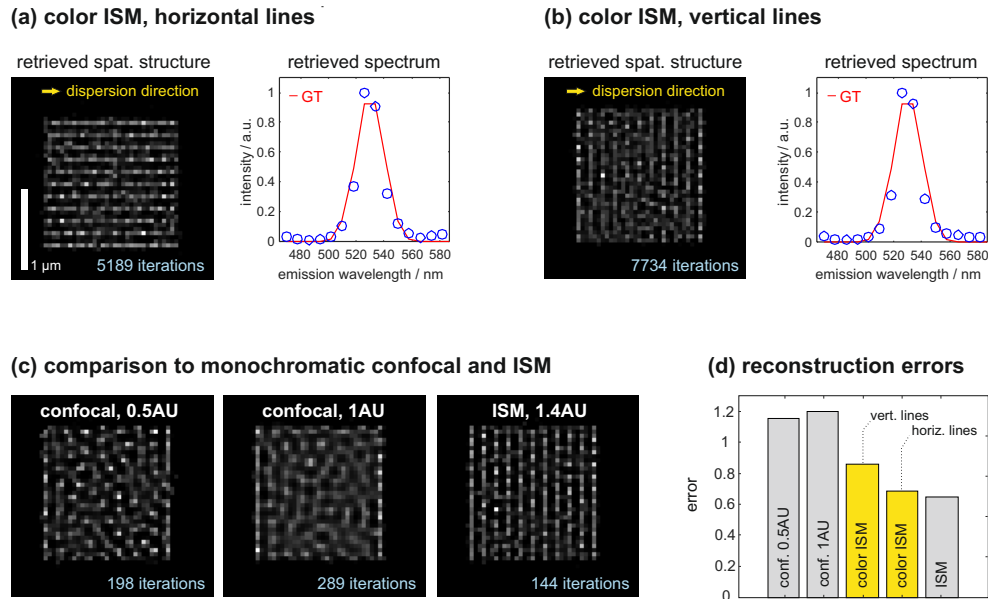 (a) color ISM, horizontal lines
(b) color ISM, vertical lines
retrieved spat. structure
retrieved spectrum
retrieved spat. structure
retrieved spectrum
dispersion direction
1 µm
5189 iterations
intensity / a.u.
1
0.8
0.6
0.4
0.2
0
GT
480 500 520 540 560 580
emission wavelength / nm
dispersion direction
7734 iterations
intensity / a.u.
1
0.8
0.6
0.4
0.2
0
GT
480 500 520 540 560 580
emission wavelength / nm
(c) comparison to monochromatic confocal and ISM
(d) reconstruction errors
confocal, 0.5AU
198 iterations
confocal, 1AU
289 iterations
ISM, 1.4AU
144 iterations
error
1.2
1
0.8
0.6
0.4
0.2
0
vert. lines
horiz. lines
conf. 0.5AU
conf. 1AU
color ISM
color ISM
ISM